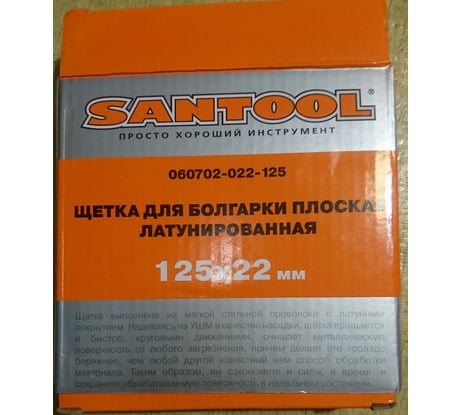 SANTOOL®
ПРОСТО ХОРОШИЙ ИНСТРУМЕНТ
060702-022-125
ЩЕТКА ДЛЯ БОЛГАРКИ ПЛОСКАЯ
ЛАТУНИРОВАННАЯ
125x22 мм
Щетка выполнена из мягкой стальной проволоки с латунным
покрытием. Надеваясь на УШМ в качестве насадки, щетка вращается
и быстро, круговыми движениями, счищает металлическую
поверхность от любого загрязнения, причем делает это гораздо
бережнее, чем любой другой известный нам способ обработки
материала. Таким образом, вы сэкономите и силы, и время и
сохраните обрабатываемую поверхность в идеальном состоянии.